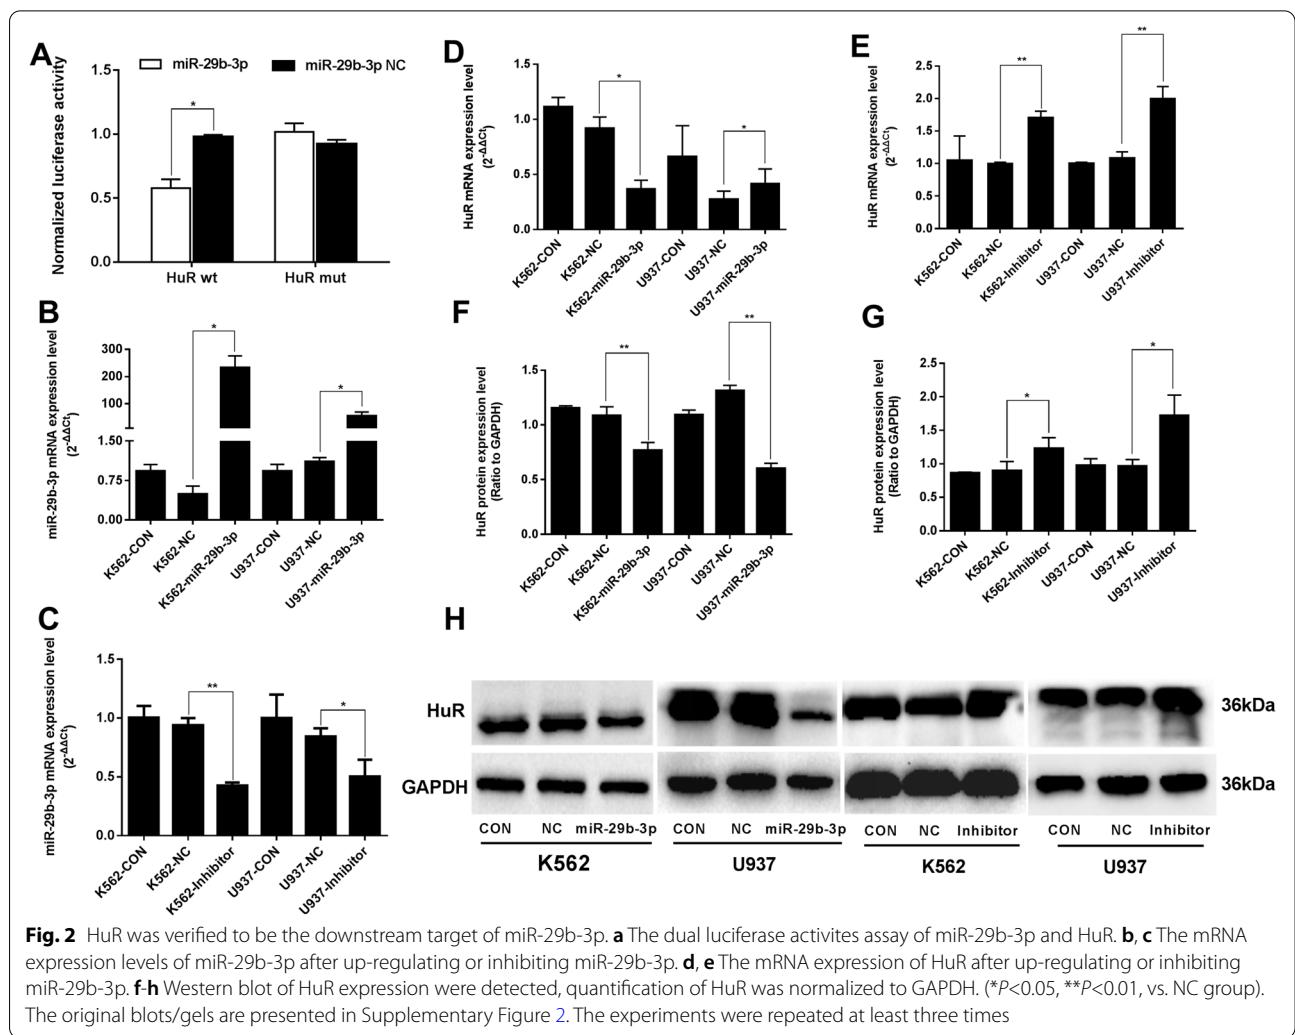 A
miR-29b-3p
miR-29b-3p NC
Normalized luciferase activity
1.5
1.0
0.5
0.0
*
HuR wt
HuR mut
B
miR-29b-3p mRNA expression level
(2-ΔΔCt)
300
200
100
1.50
0.75
0.00
*
*
K562-CON
K562-NC
K562-miR-29b-3p
U937-CON
U937-NC
U937-miR-29b-3p
C
miR-29b-3p mRNA expression level
(2-ΔΔCt)
1.5
1.0
0.5
0.0
**
*
K562-CON
K562-NC
K562-Inhibitor
U937-CON
U937-NC
U937-Inhibitor
D
HuR mRNA expression level
(2-ΔΔCt)
1.5
1.0
0.5
0.0
*
*
K562-CON
K562-NC
K562-miR-29b-3p
U937-CON
U937-NC
U937-miR-29b-3p
E
HuR mRNA expression level
(2-ΔΔCt)
2.5
2.0
1.5
1.0
0.5
0.0
**
**
K562-CON
K562-NC
K562-Inhibitor
U937-CON
U937-NC
U937-Inhibitor
F
HuR protein expression level
(Ratio to GAPDH)
1.5
1.0
0.5
0.0
**
**
K562-CON
K562-NC
K562-miR-29b-3p
U937-CON
U937-NC
U937-miR-29b-3p
G
HuR protein expression level
(Ratio to GAPDH)
2.5
2.0
1.5
1.0
0.5
0.0
*
*
K562-CON
K562-NC
K562-Inhibitor
U937-CON
U937-NC
U937-Inhibitor
H
HuR
36kDa
GAPDH
36kDa
CON NC miR-29b-3p CON NC miR-29b-3p CON NC Inhibitor CON NC Inhibitor
K562 U937 K562 U937
Fig. 2 HuR was verified to be the downstream target of miR-29b-3p. a The dual luciferase activites assay of miR-29b-3p and HuR. b, c The mRNA
expression levels of miR-29b-3p after up-regulating or inhibiting miR-29b-3p. d, e The mRNA expression of HuR after up-regulating or inhibiting
miR-29b-3p. f-h Western blot of HuR expression were detected, quantification of HuR was normalized to GAPDH. (*P<0.05, **P<0.01, vs. NC group).
The original blots/gels are presented in Supplementary Figure 2. The experiments were repeated at least three times